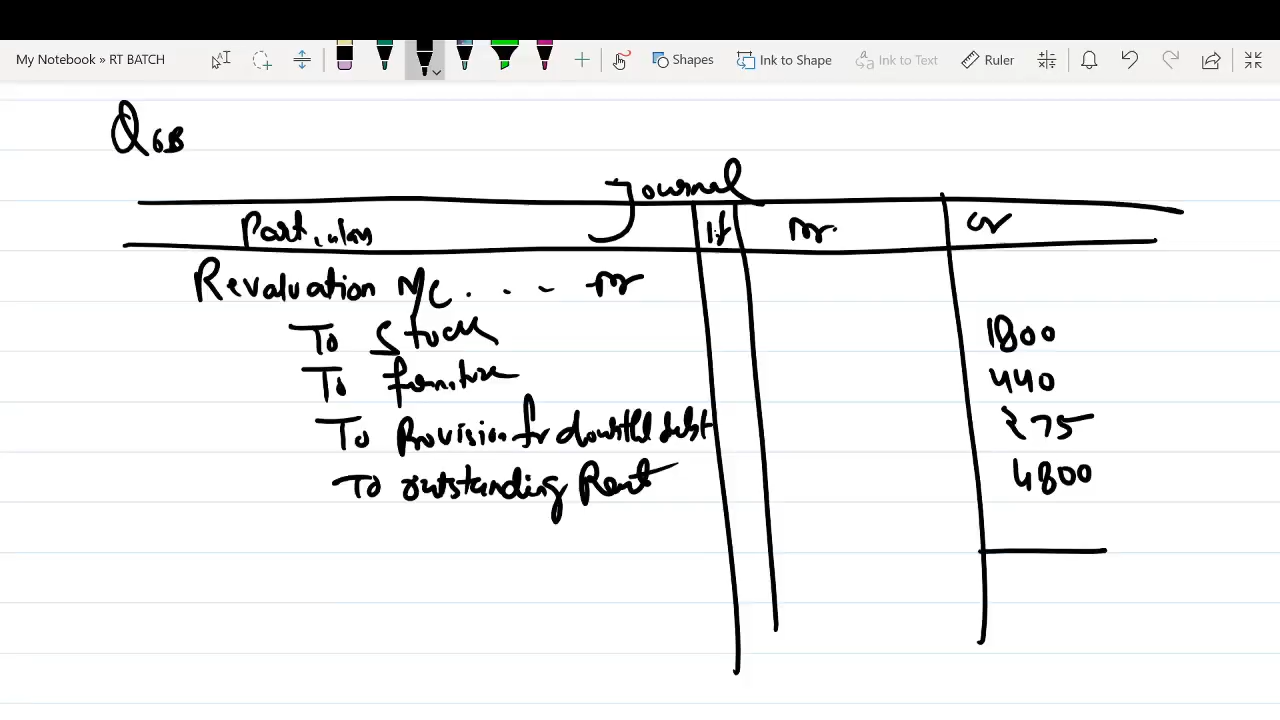 My Notebook » RT BATCH
Shapes
Ink to Shape
Ink to Text
Ruler
Q6B
Journal
Particulars lf Dr. Cr
Revaluation A/C . . . - Dr
To Stock 1800
To furniture 440
To Provision for doubtful debt 275
To outstanding Rent 4800